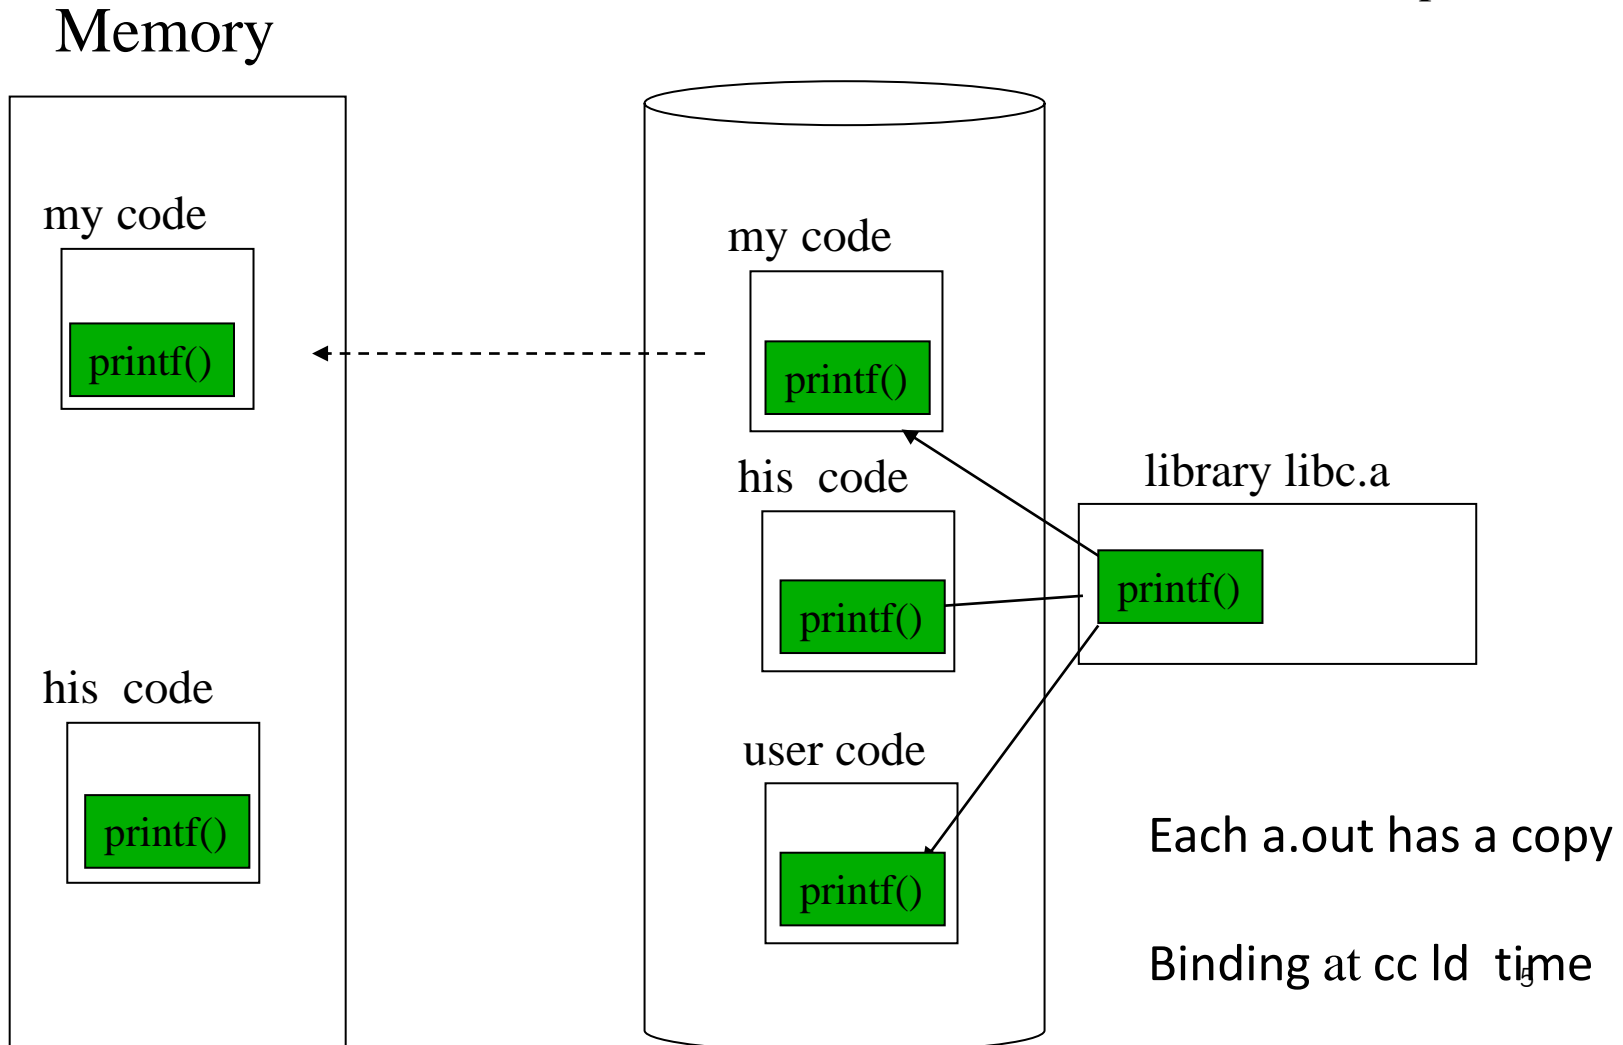 Memory
my code
printf()
his  code
printf()
my code
printf()
his  code
printf()
user code
printf()
library libc.a
printf()
Each a.out has a copy
Binding at cc ld  time
5